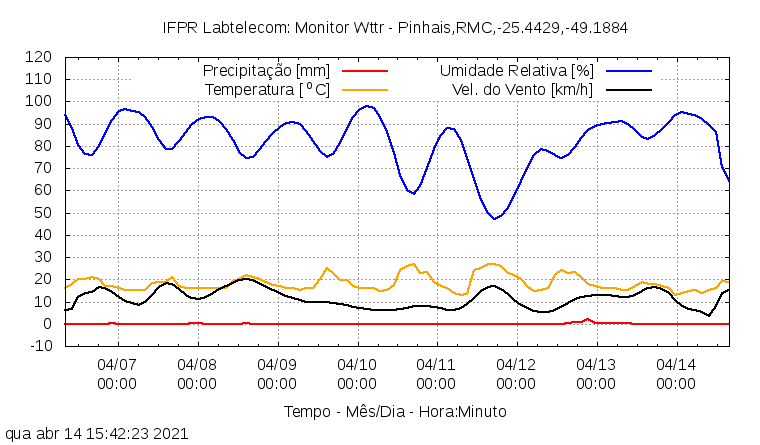 IFPR Labtelecom: Monitor Wttr - Pinhais,RMC,-25.4429,-49.1884
120
110
100
90
80
70
60
50
40
30
20
10
0
-10
Precipitação [mm]
Temperatura [⁰C]
Umidade Relativa [%]
Vel. do Vento [km/h]
04/07 04/08 04/09 04/10 04/11 04/12 04/13 04/14
00:00 00:00 00:00 00:00 00:00 00:00 00:00 00:00
Tempo - Mês/Dia - Hora:Minuto
qua abr 14 15:42:23 2021